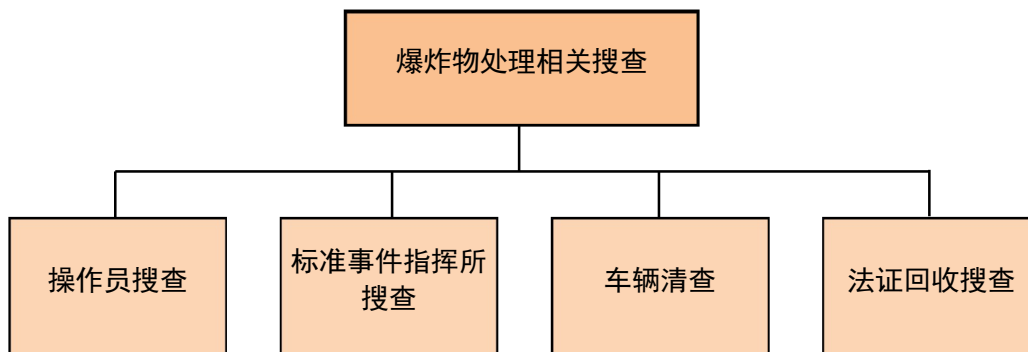 爆炸物处理相关搜查
操作员搜查
标准事件指挥所
搜查
车辆清查
法证回收搜查